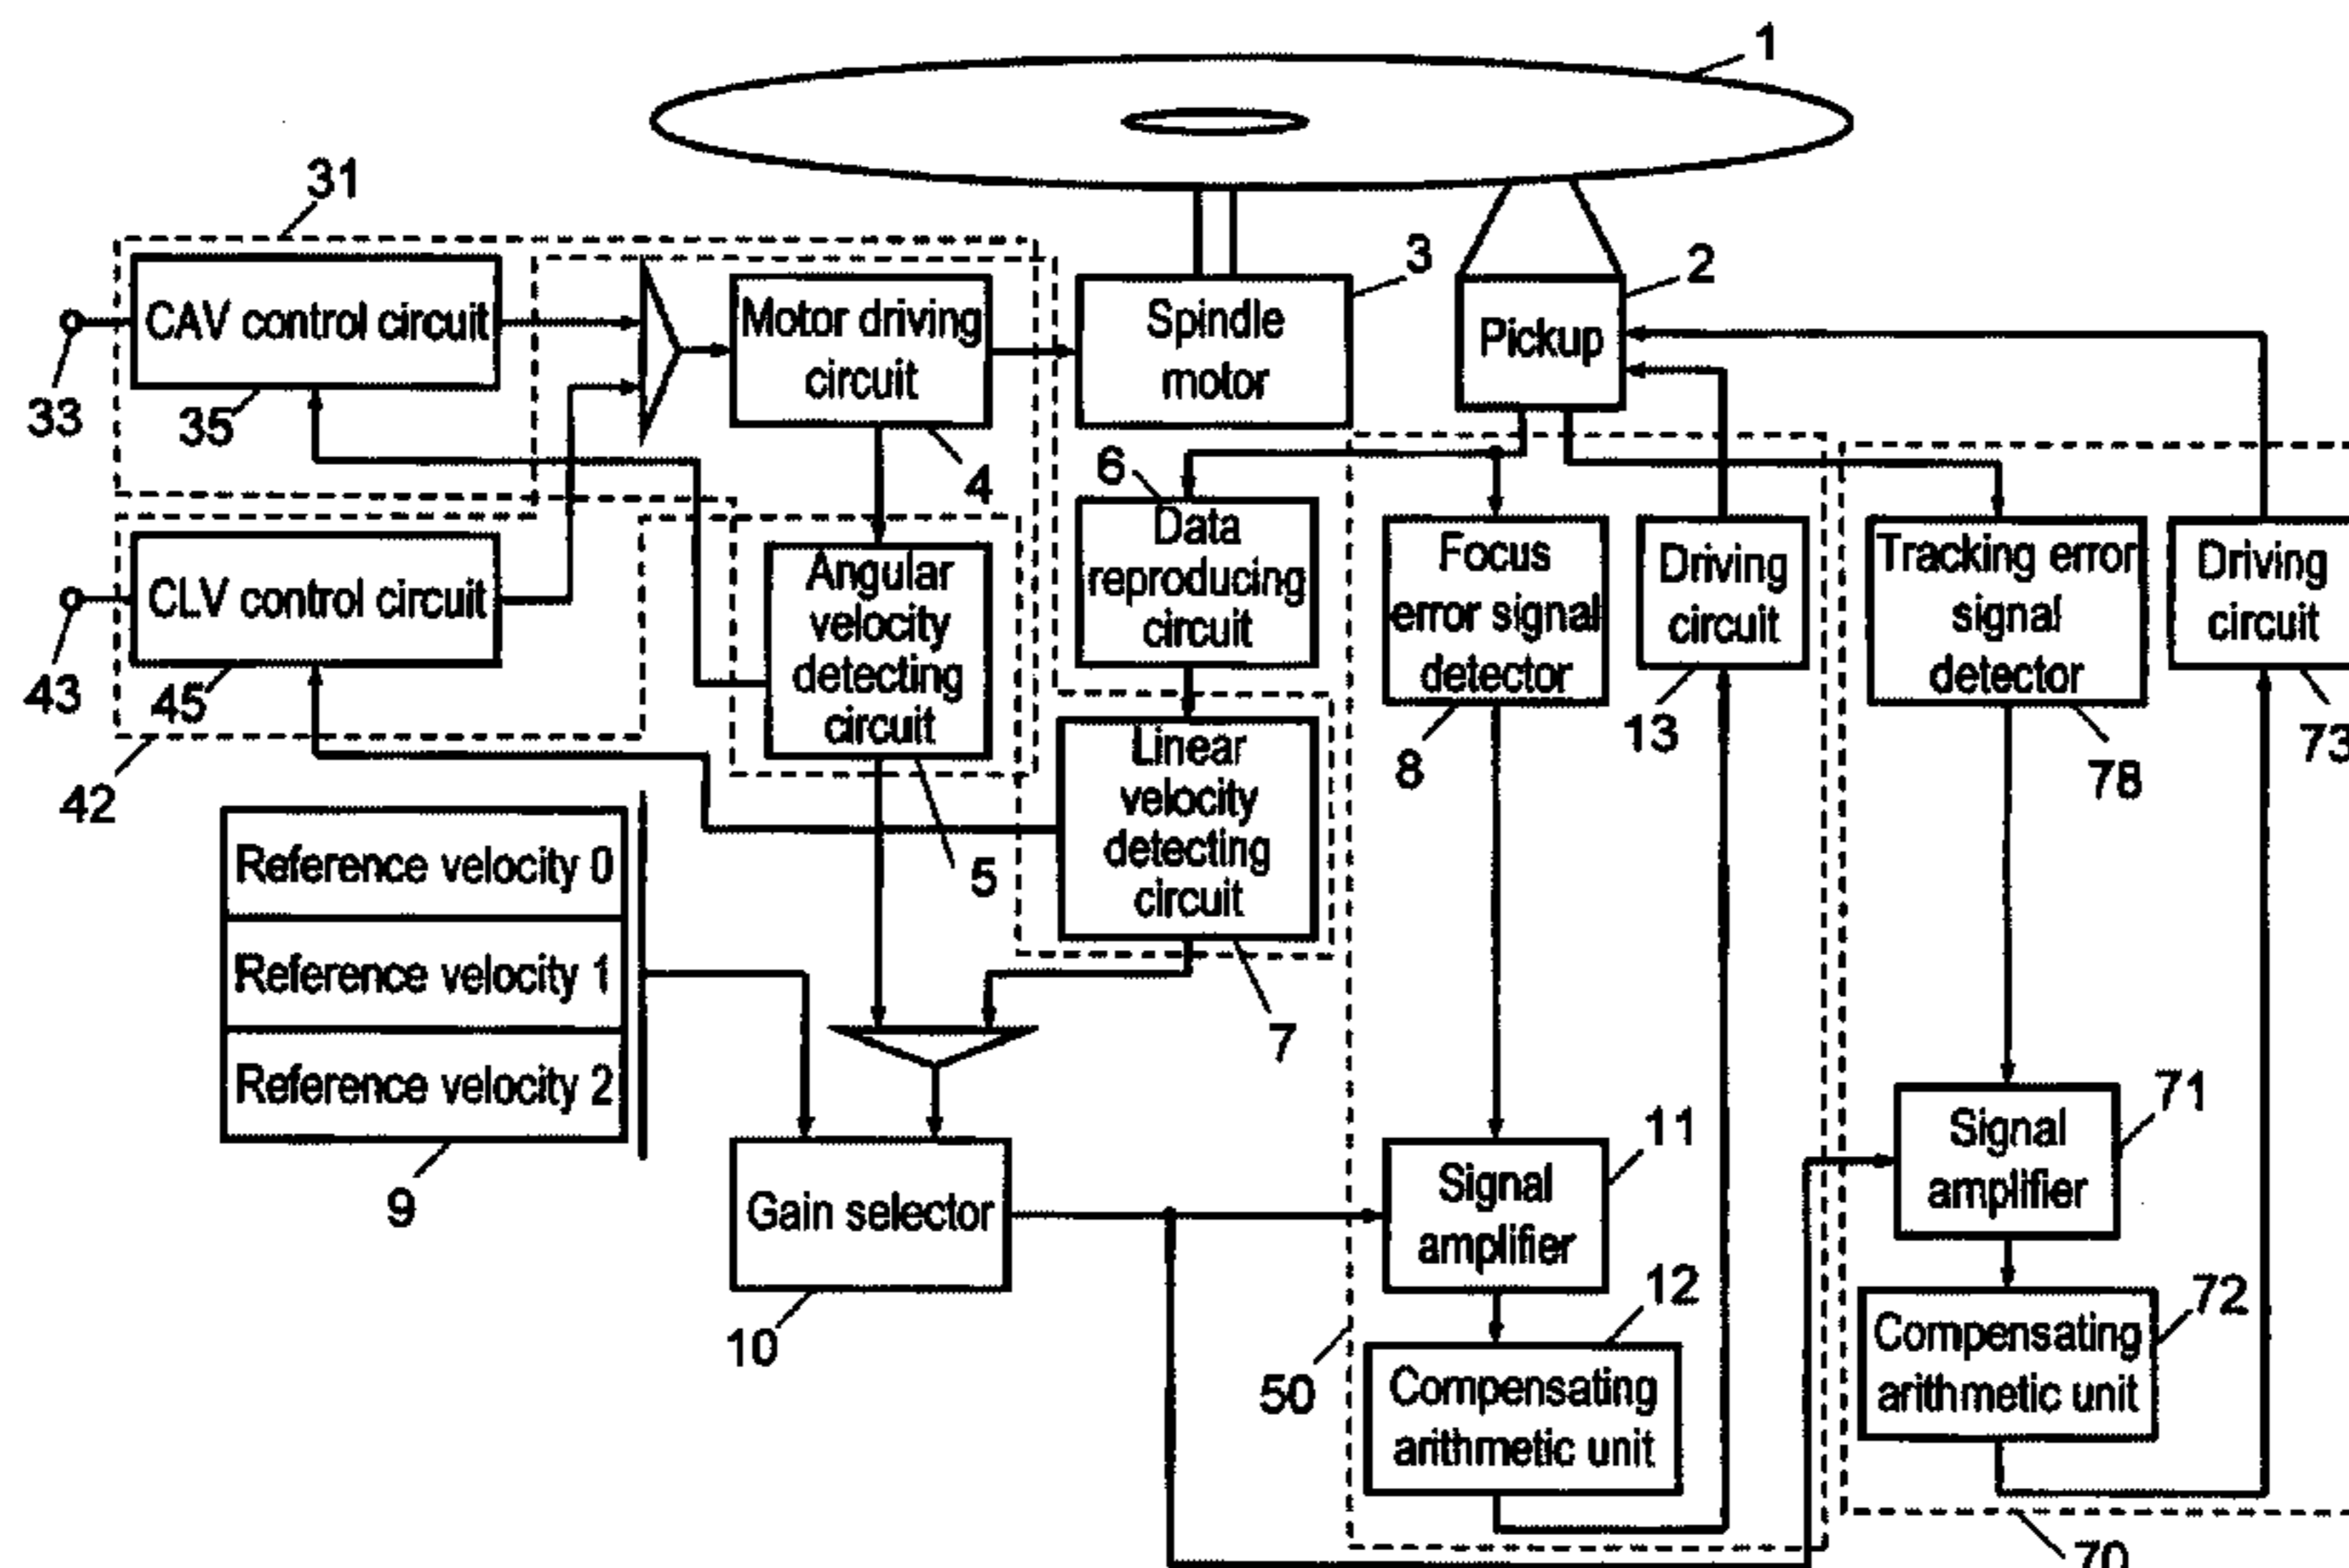 1
31
CAV control circuit
33
35
Motor driving
circuit
4
Spindle
motor
3
Pickup
2
CLV control circuit
43
45
42
Angular
velocity
detecting
circuit
5
6
Data
reproducing
circuit
Linear
velocity
detecting
circuit
7
Focus
error signal
detector
8
Driving
circuit
13
Tracking error
signal
detector
78
Driving
circuit
73
Reference velocity 0
Reference velocity 1
Reference velocity 2
9
Gain selector
10
Signal
amplifier
11
Compensating
arithmetic unit
12
50
Signal
amplifier
71
Compensating
arithmetic unit
72
70